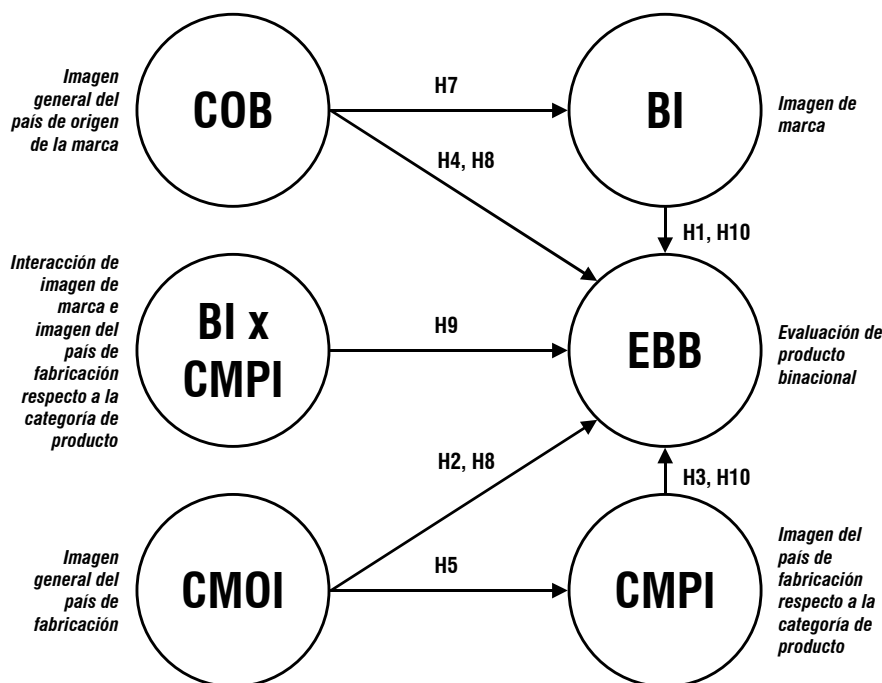 Imagen
general del
país de origen
de la marca
COB
H7
BI
Imagen de
marca
H4, H8
H1, H10
Interacción de
imagen de
marca e
imagen del
país de
fabricación
respecto a la
categoría de
producto
BI x
CMPI
H9
EBB
Evaluación de
producto
binacional
H2, H8
H3, H10
Imagen
general del
país de
fabricación
CMOI
H5
CMPI
Imagen del
país de
fabricación
respecto a la
categoría de
producto